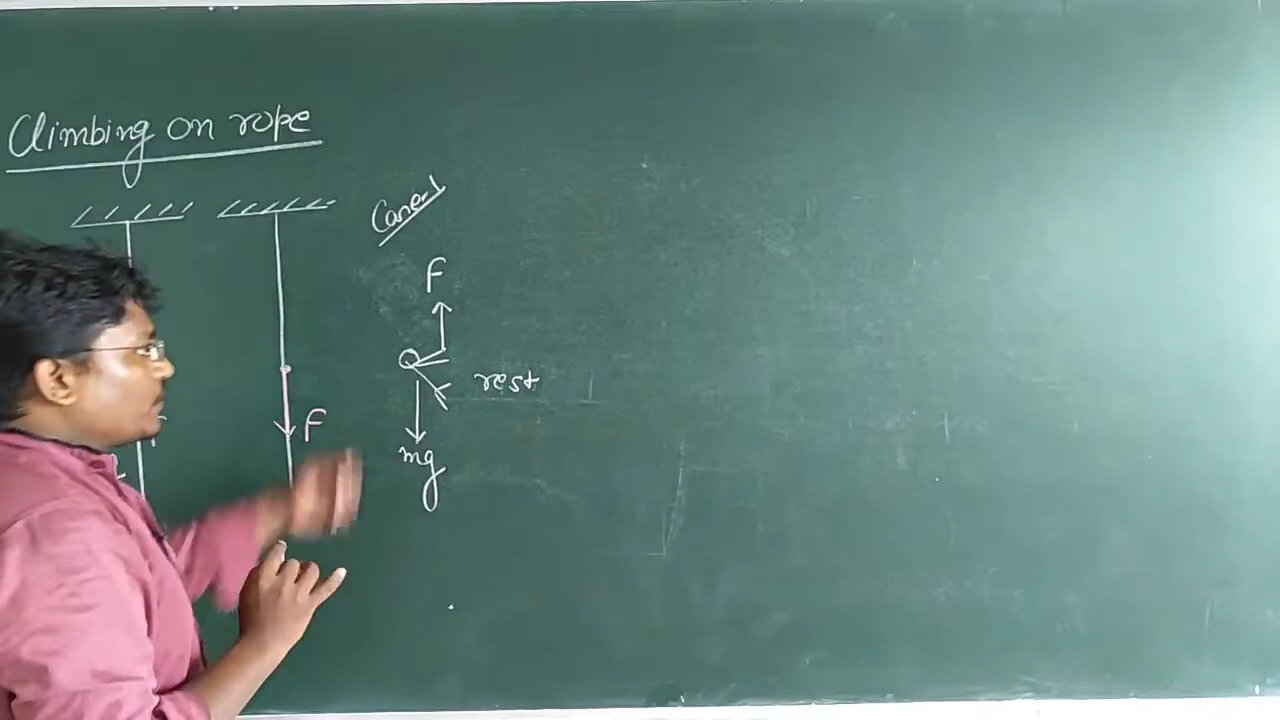 Climbing on rope
Case-1
F
rest
F
mg